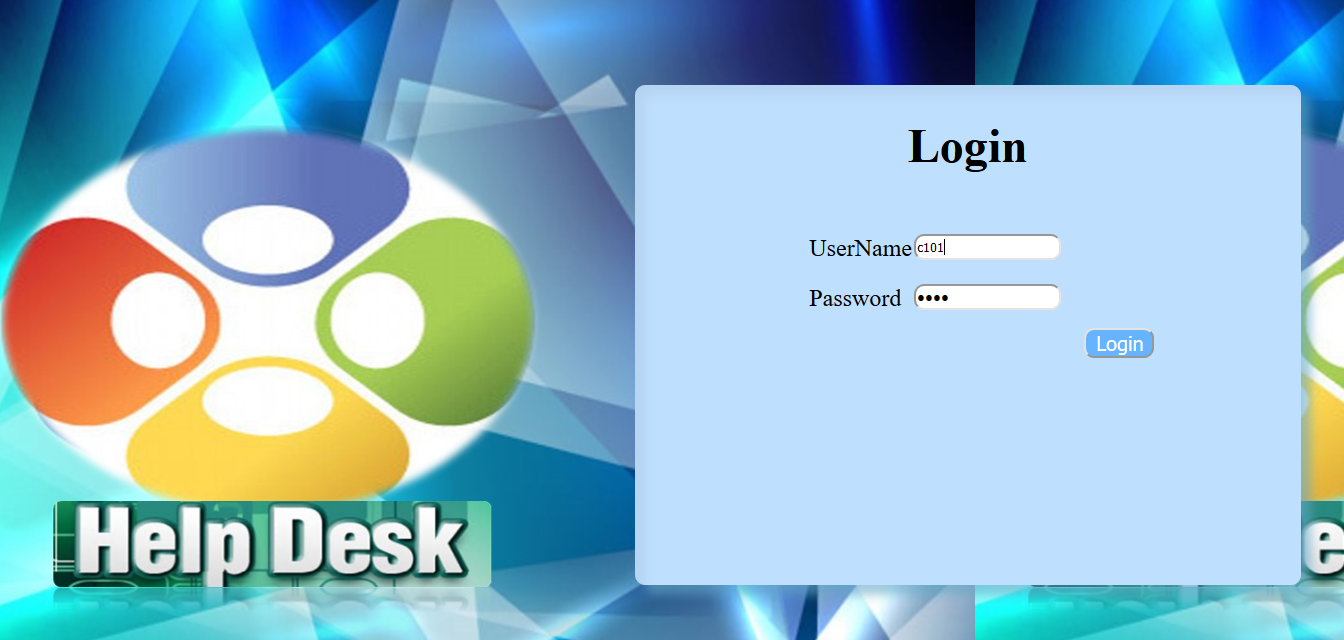 Login
UserName c101
Password ••••
Login
Help Desk
e